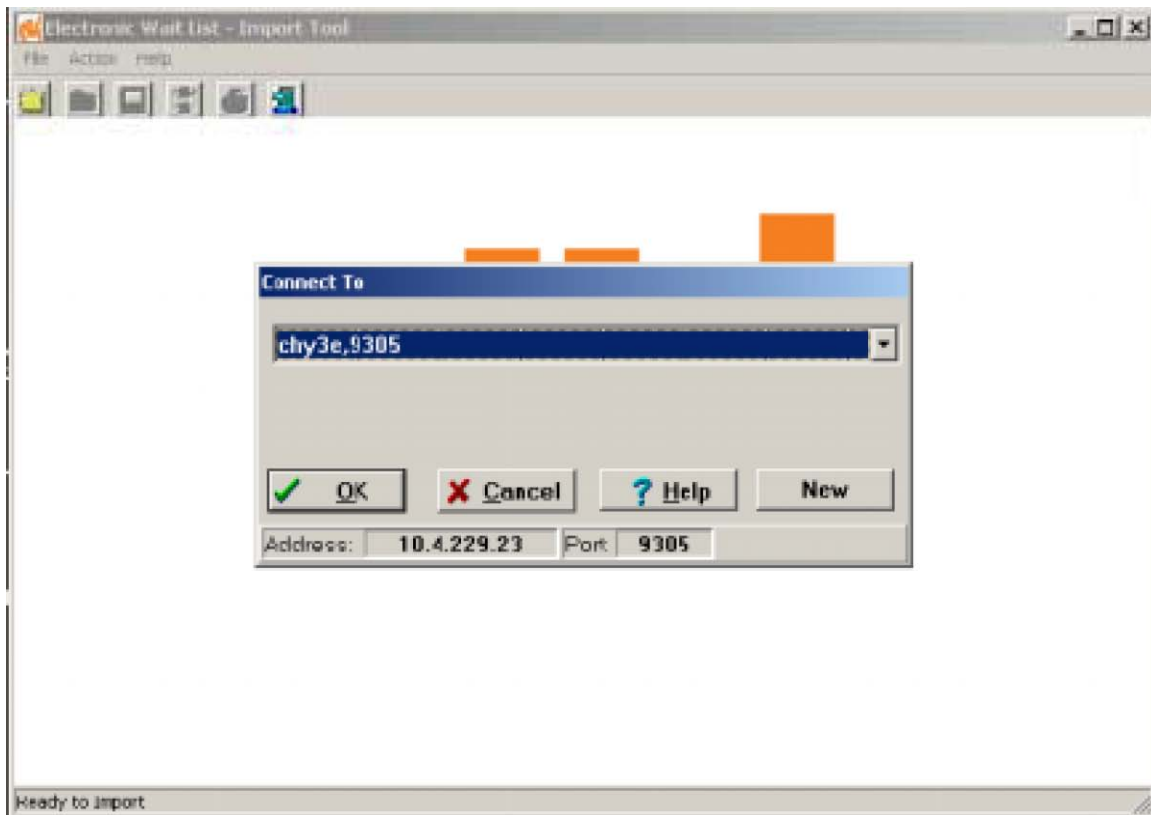 Electronic Wait List - Import Tool
File Action Help
Connect To
chy3e,9305
OK Cancel Help New
Address: 10.4.229.23 Port 9305
Ready to Import